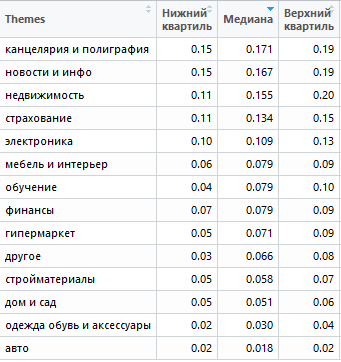 Themes Нижний квартиль Медиана Верхний квартиль
канцелярия и полиграфия 0.15 0.171 0.19
новости и инфо 0.15 0.167 0.19
недвижимость 0.11 0.155 0.20
страхование 0.11 0.134 0.15
электроника 0.10 0.109 0.13
мебель и интерьер 0.06 0.079 0.09
обучение 0.04 0.079 0.10
финансы 0.07 0.079 0.09
гипермаркет 0.05 0.071 0.09
другое 0.03 0.066 0.08
стройматериалы 0.05 0.058 0.07
дом и сад 0.05 0.051 0.06
одежда обувь и аксессуары 0.02 0.030 0.04
авто 0.02 0.018 0.02